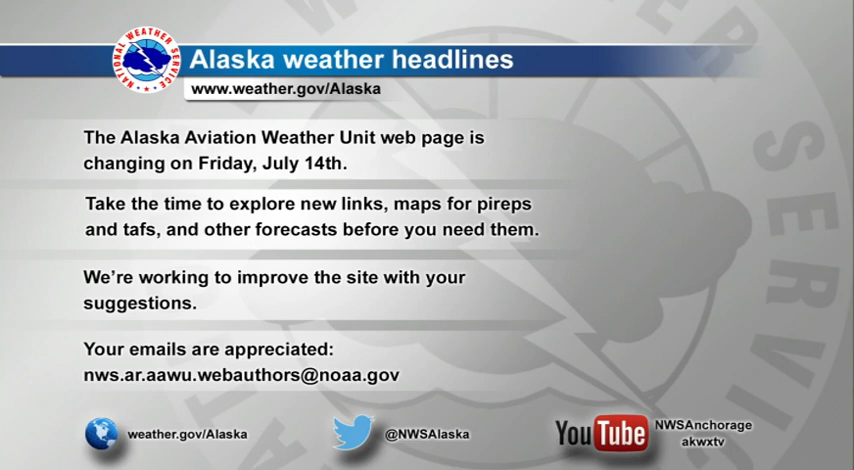 NATIONAL WEATHER SERVICE
Alaska weather headlines
www.weather.gov/Alaska
The Alaska Aviation Weather Unit web page is
changing on Friday, July 14th.
Take the time to explore new links, maps for pireps
and tafs, and other forecasts before you need them.
We’re working to improve the site with your
suggestions.
Your emails are appreciated:
nws.ar.aawu.webauthors@noaa.gov
weather.gov/Alaska
@NWSAlaska
YouTube
NWSAnchorage
akwxtv